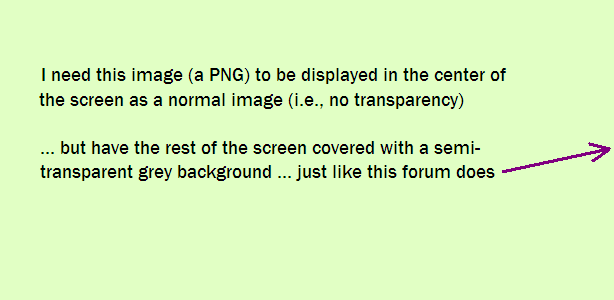 I need this image (a PNG) to be displayed in the center of
the screen as a normal image (i.e., no transparency)
... but have the rest of the screen covered with a semi-
transparent grey background ... just like this forum does